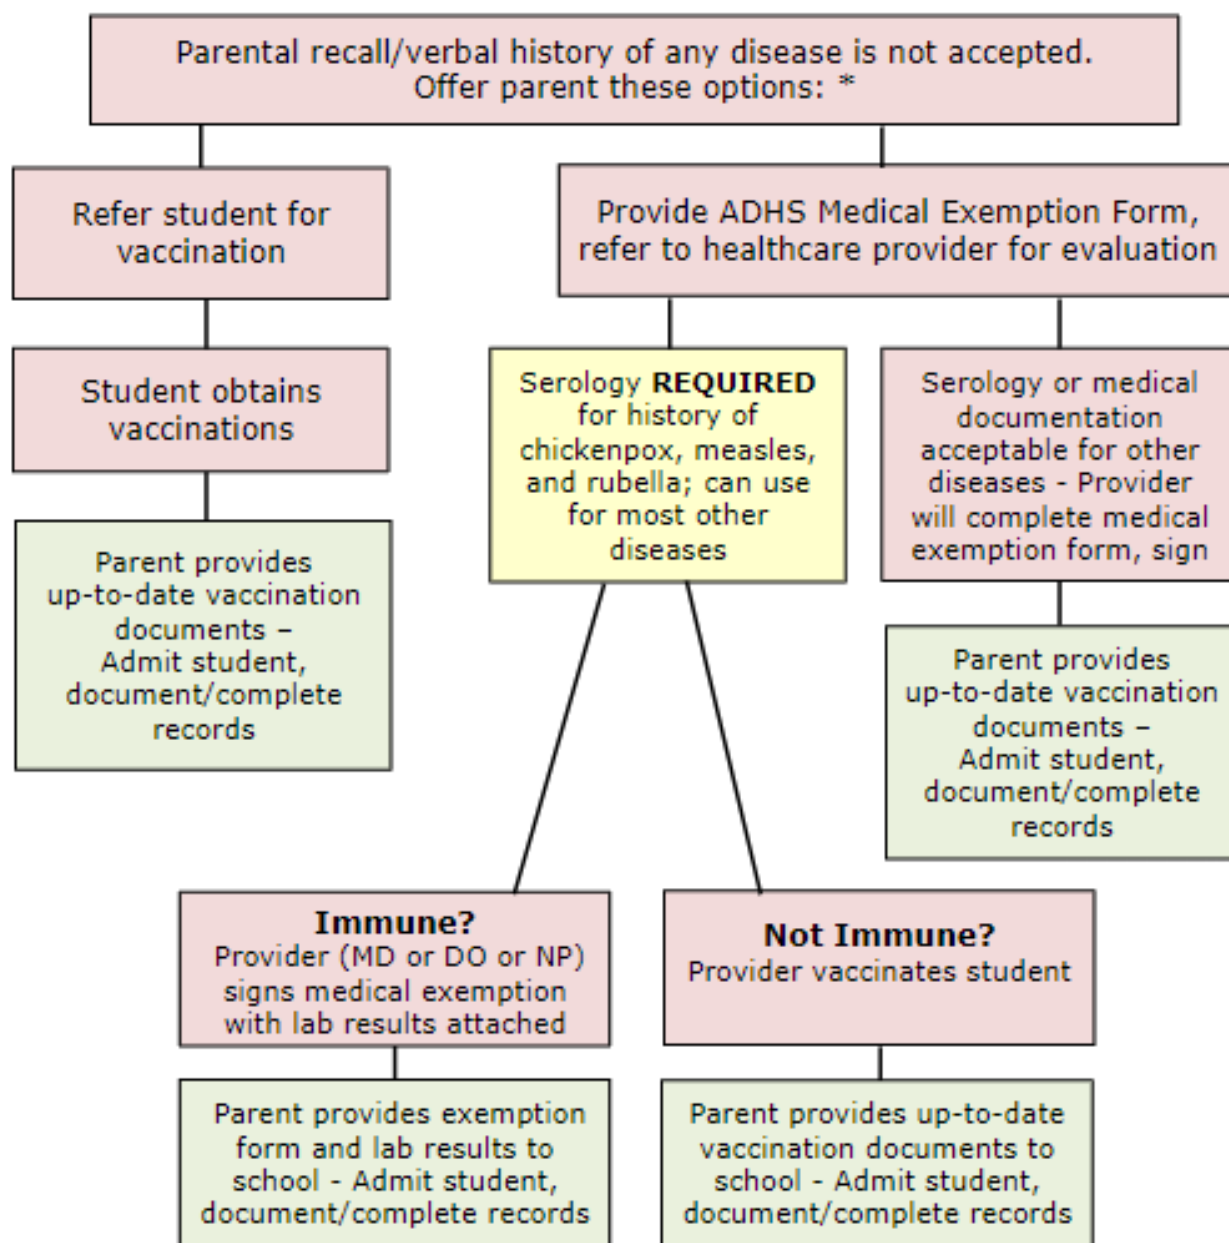 Parental recall/verbal history of any disease is not accepted.
Offer parent these options: *
Refer student for
vaccination
Provide ADHS Medical Exemption Form,
refer to healthcare provider for evaluation
Student obtains
vaccinations
Serology REQUIRED
for history of
chickenpox, measles,
and rubella; can use
for most other
diseases
Serology or medical
documentation
acceptable for other
diseases - Provider
will complete medical
exemption form, sign
Parent provides
up-to-date vaccination
documents –
Admit student,
document/complete
records
Parent provides
up-to-date vaccination
documents –
Admit student,
document/complete
records
Immune?
Provider (MD or DO or NP)
signs medical exemption
with lab results attached
Not Immune?
Provider vaccinates student
Parent provides exemption
form and lab results to
school - Admit student,
document/complete records
Parent provides up-to-date
vaccination documents to
school - Admit student,
document/complete records